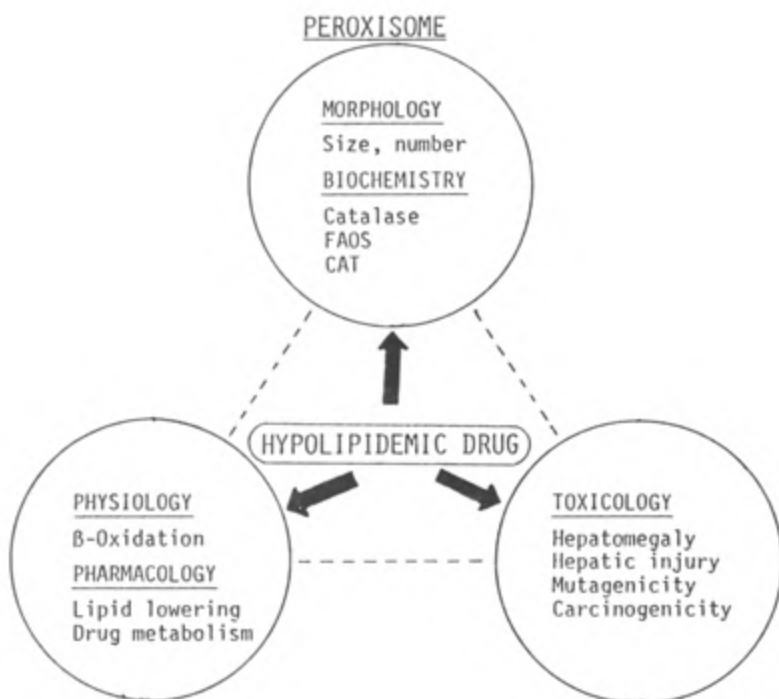 PEROXISOME
MORPHOLOGY
Size, number
BIOCHEMISTRY
Catalase
FAOS
CAT
HYPOLIPIDEMIC DRUG
PHYSIOLOGY
β-Oxidation
PHARMACOLOGY
Lipid lowering
Drug metabolism
TOXICOLOGY
Hepatomegaly
Hepatic injury
Mutagenicity
Carcinogenicity